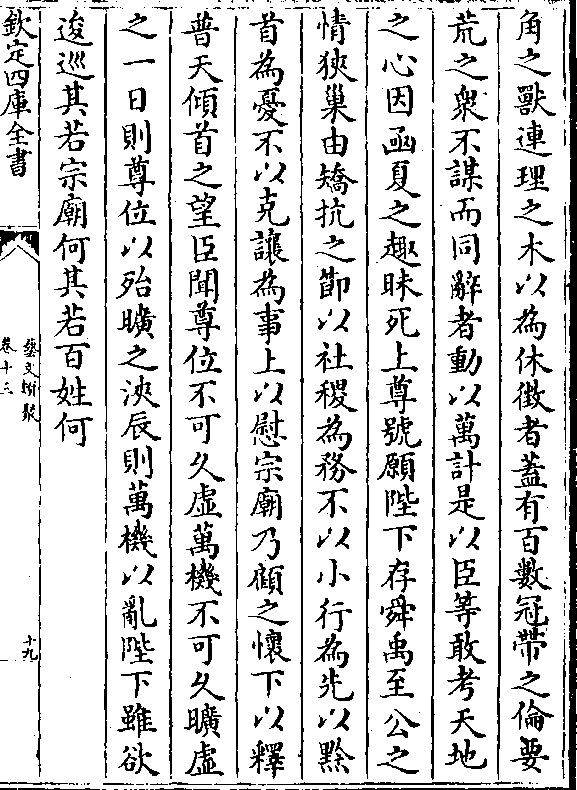 角之獸連理之木以為休徴者蓋有百數冠帶之倫要
荒之衆不謀而同辭者動以萬計是以臣等敢考天地
之心因函夏之趣昧死上尊號願陛下存舜禹至公之
情狹巢由矯抗之節以社稷為務不以小行為先以黔
首為憂不以克讓為事上以慰宗廟乃顧之懷下以釋
普天傾首之望臣聞尊位不可久虛萬機不可久曠虛
之一日則尊位以殆曠之浹辰則萬機以亂陛下雖欲
逡巡其若宗廟何其若百姓何
欽定四庫全書
藝文類聚
卷十三
十九